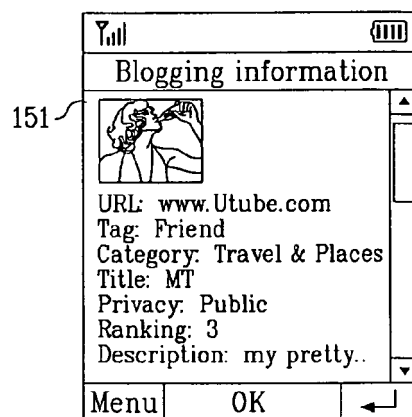 Blogging information
151
URL: www.Utube.com
Tag: Friend
Category: Travel & Places
Title: MT
Privacy: Public
Ranking: 3
Description: my pretty..
Menu OK